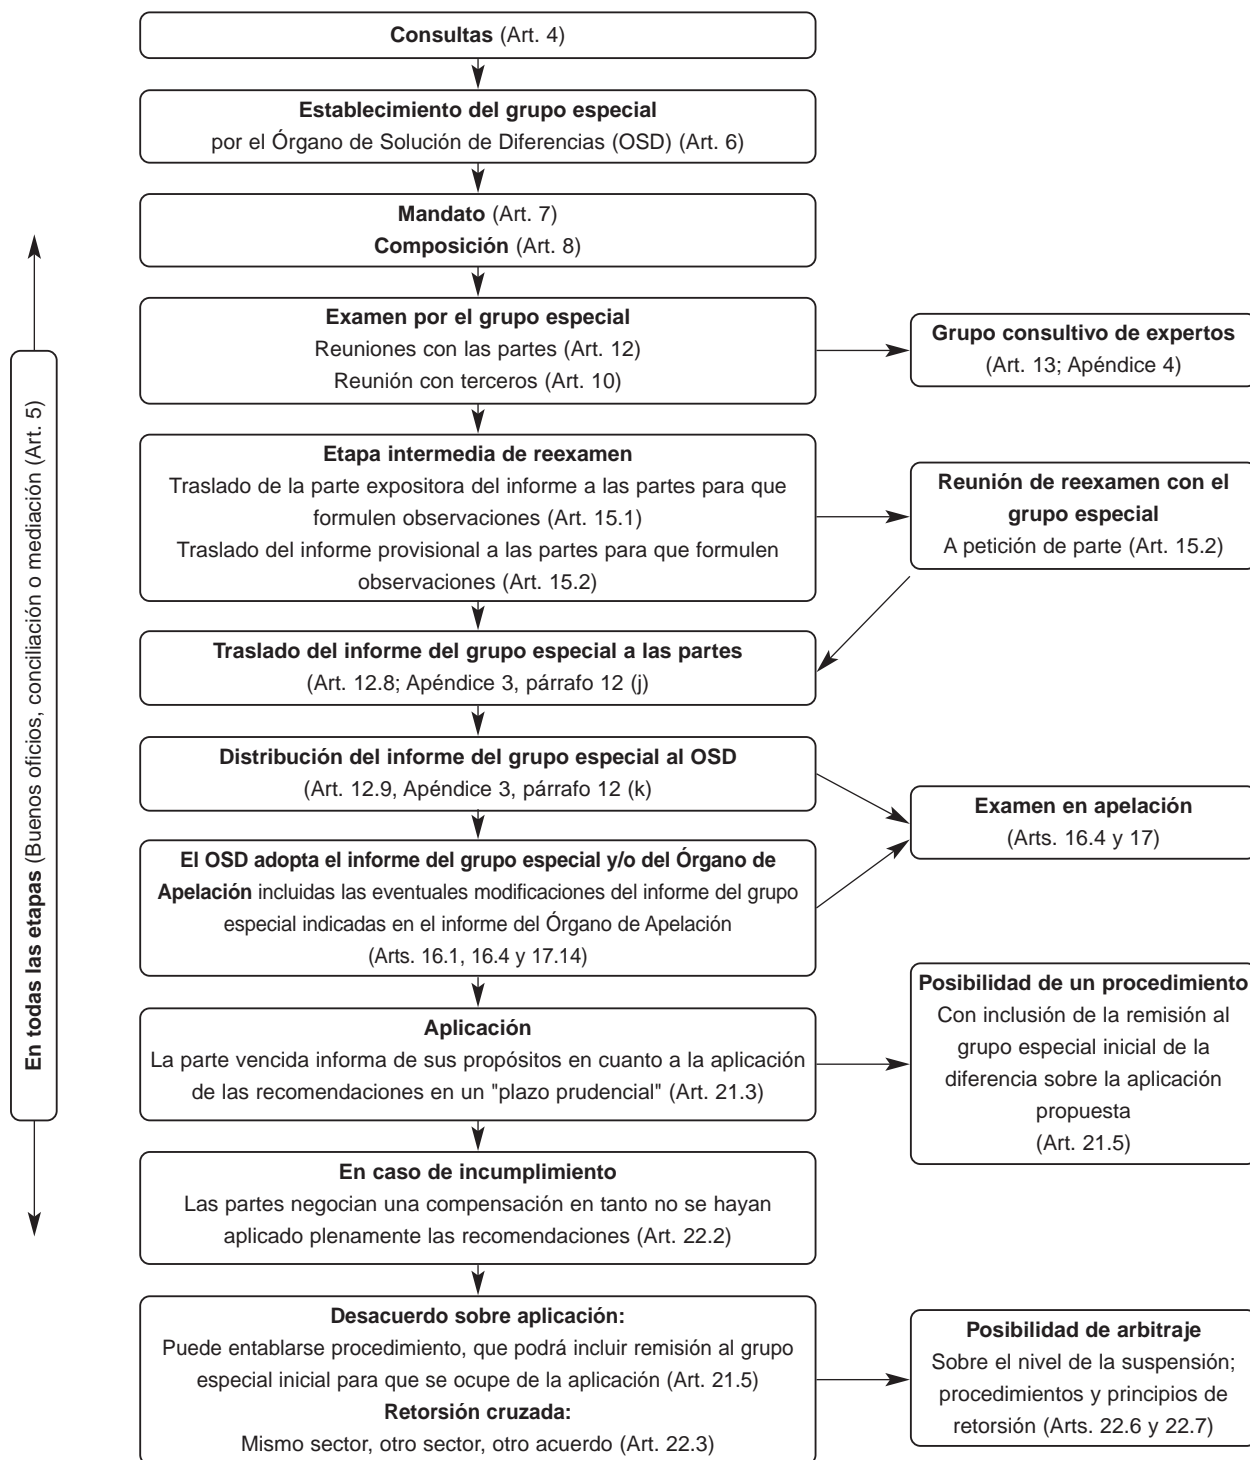 Consultas (Art. 4)
Establecimiento del grupo especial
por el Órgano de Solución de Diferencias (OSD) (Art. 6)
Mandato (Art. 7)
Composición (Art. 8)
Examen por el grupo especial
Reuniones con las partes (Art. 12)
Reunión con terceros (Art. 10)
Grupo consultivo de expertos
(Art. 13; Apéndice 4)
En todas las etapas (Buenos oficios, conciliación o mediación (Art. 5)
Etapa intermedia de reexamen
Traslado de la parte expositora del informe a las partes para que
formulen observaciones (Art. 15.1)
Traslado del informe provisional a las partes para que formulen
observaciones (Art. 15.2)
Reunión de reexamen con el
grupo especial
A petición de parte (Art. 15.2)
Traslado del informe del grupo especial a las partes
(Art. 12.8; Apéndice 3, párrafo 12 (j)
Distribución del informe del grupo especial al OSD
(Art. 12.9, Apéndice 3, párrafo 12 (k)
Examen en apelación
(Arts. 16.4 y 17)
El OSD adopta el informe del grupo especial y/o del Órgano de
Apelación incluidas las eventuales modificaciones del informe del grupo
especial indicadas en el informe del Órgano de Apelación
(Arts. 16.1, 16.4 y 17.14)
Aplicación
La parte vencida informa de sus propósitos en cuanto a la aplicación
de las recomendaciones en un "plazo prudencial" (Art. 21.3)
Posibilidad de un procedimiento
Con inclusión de la remisión al
grupo especial inicial de la
diferencia sobre la aplicación
propuesta
(Art. 21.5)
En caso de incumplimiento
Las partes negocian una compensación en tanto no se hayan
aplicado plenamente las recomendaciones (Art. 22.2)
Desacuerdo sobre aplicación:
Puede entablarse procedimiento, que podrá incluir remisión al grupo
especial inicial para que se ocupe de la aplicación (Art. 21.5)
Retorsión cruzada:
Mismo sector, otro sector, otro acuerdo (Art. 22.3)
Posibilidad de arbitraje
Sobre el nivel de la suspensión;
procedimientos y principios de
retorsión (Arts. 22.6 y 22.7)